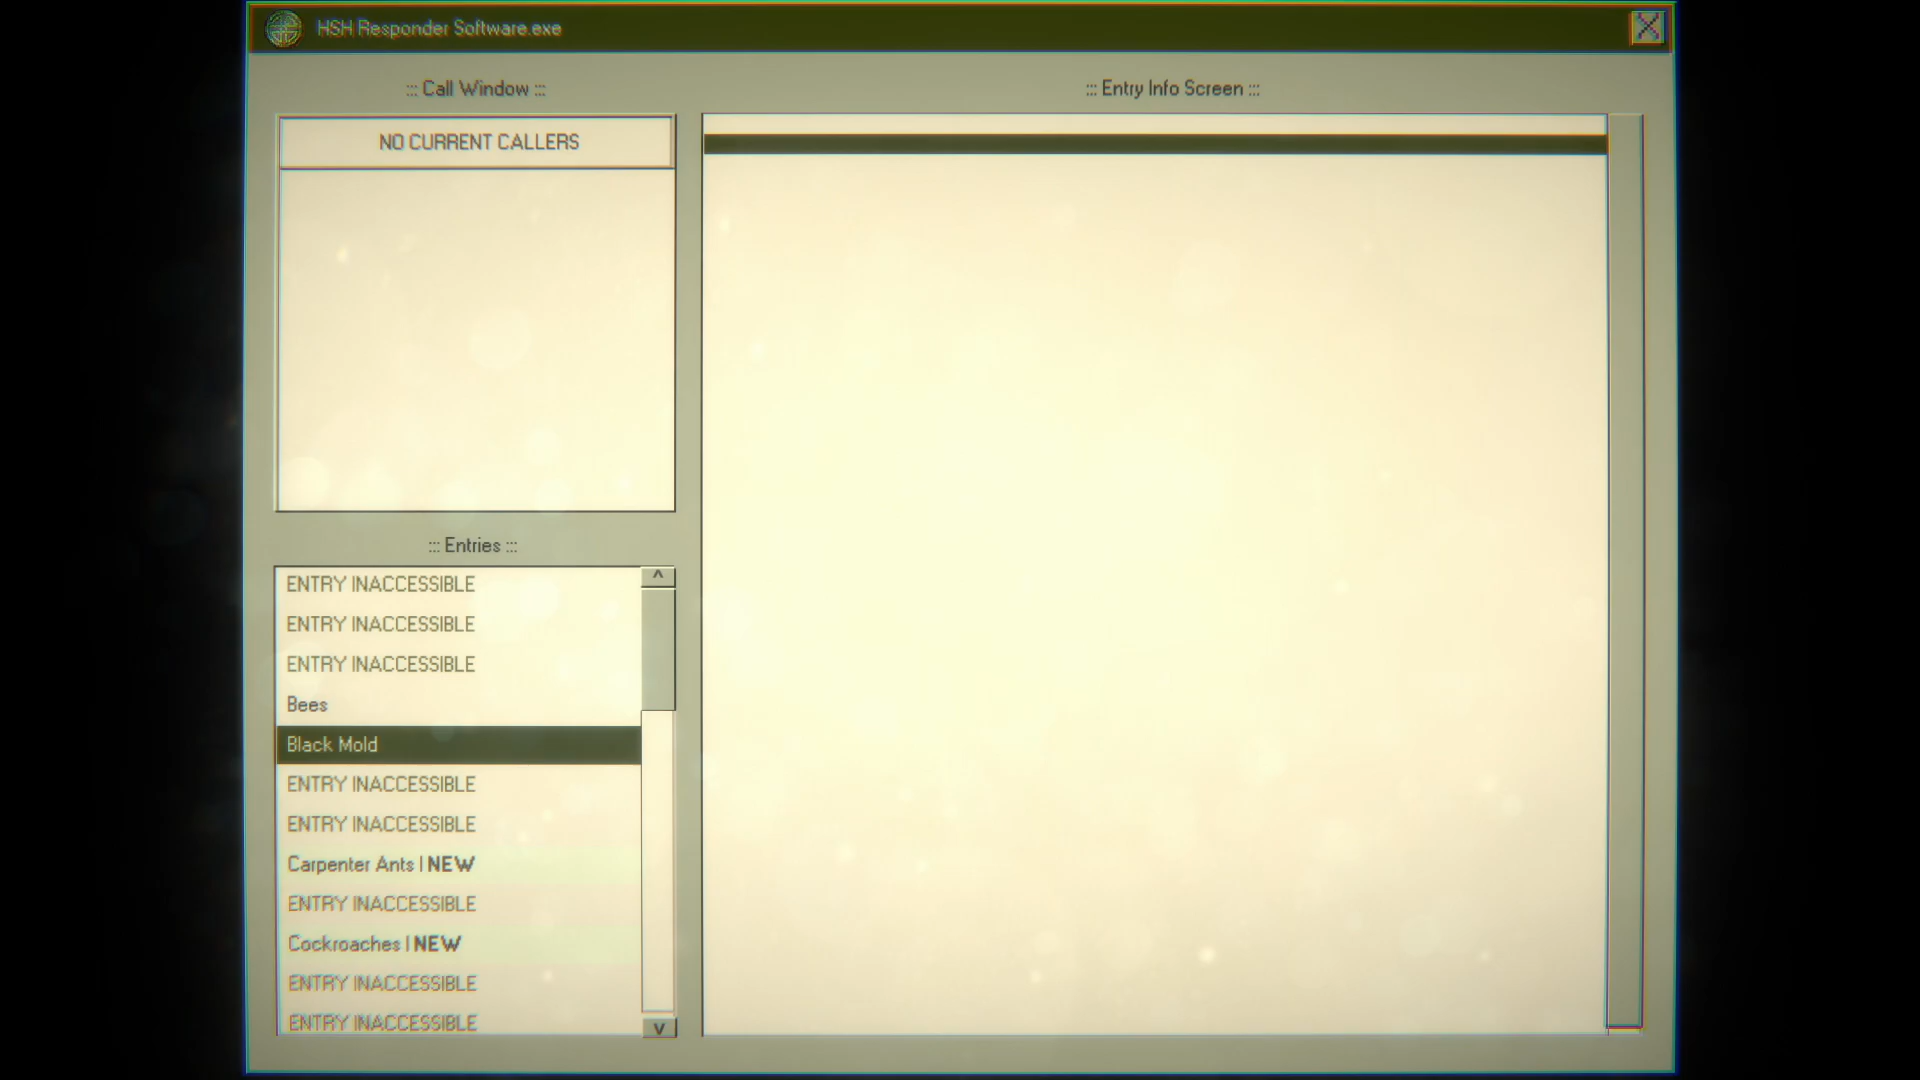 HSH Responder Software.exe
::: Call Window :::
NO CURRENT CALLERS
::: Entries :::
ENTRY INACCESSIBLE
ENTRY INACCESSIBLE
ENTRY INACCESSIBLE
Bees
Black Mold
ENTRY INACCESSIBLE
ENTRY INACCESSIBLE
Carpenter Ants | NEW
ENTRY INACCESSIBLE
Cockroaches | NEW
ENTRY INACCESSIBLE
ENTRY INACCESSIBLE
::: Entry Info Screen :::